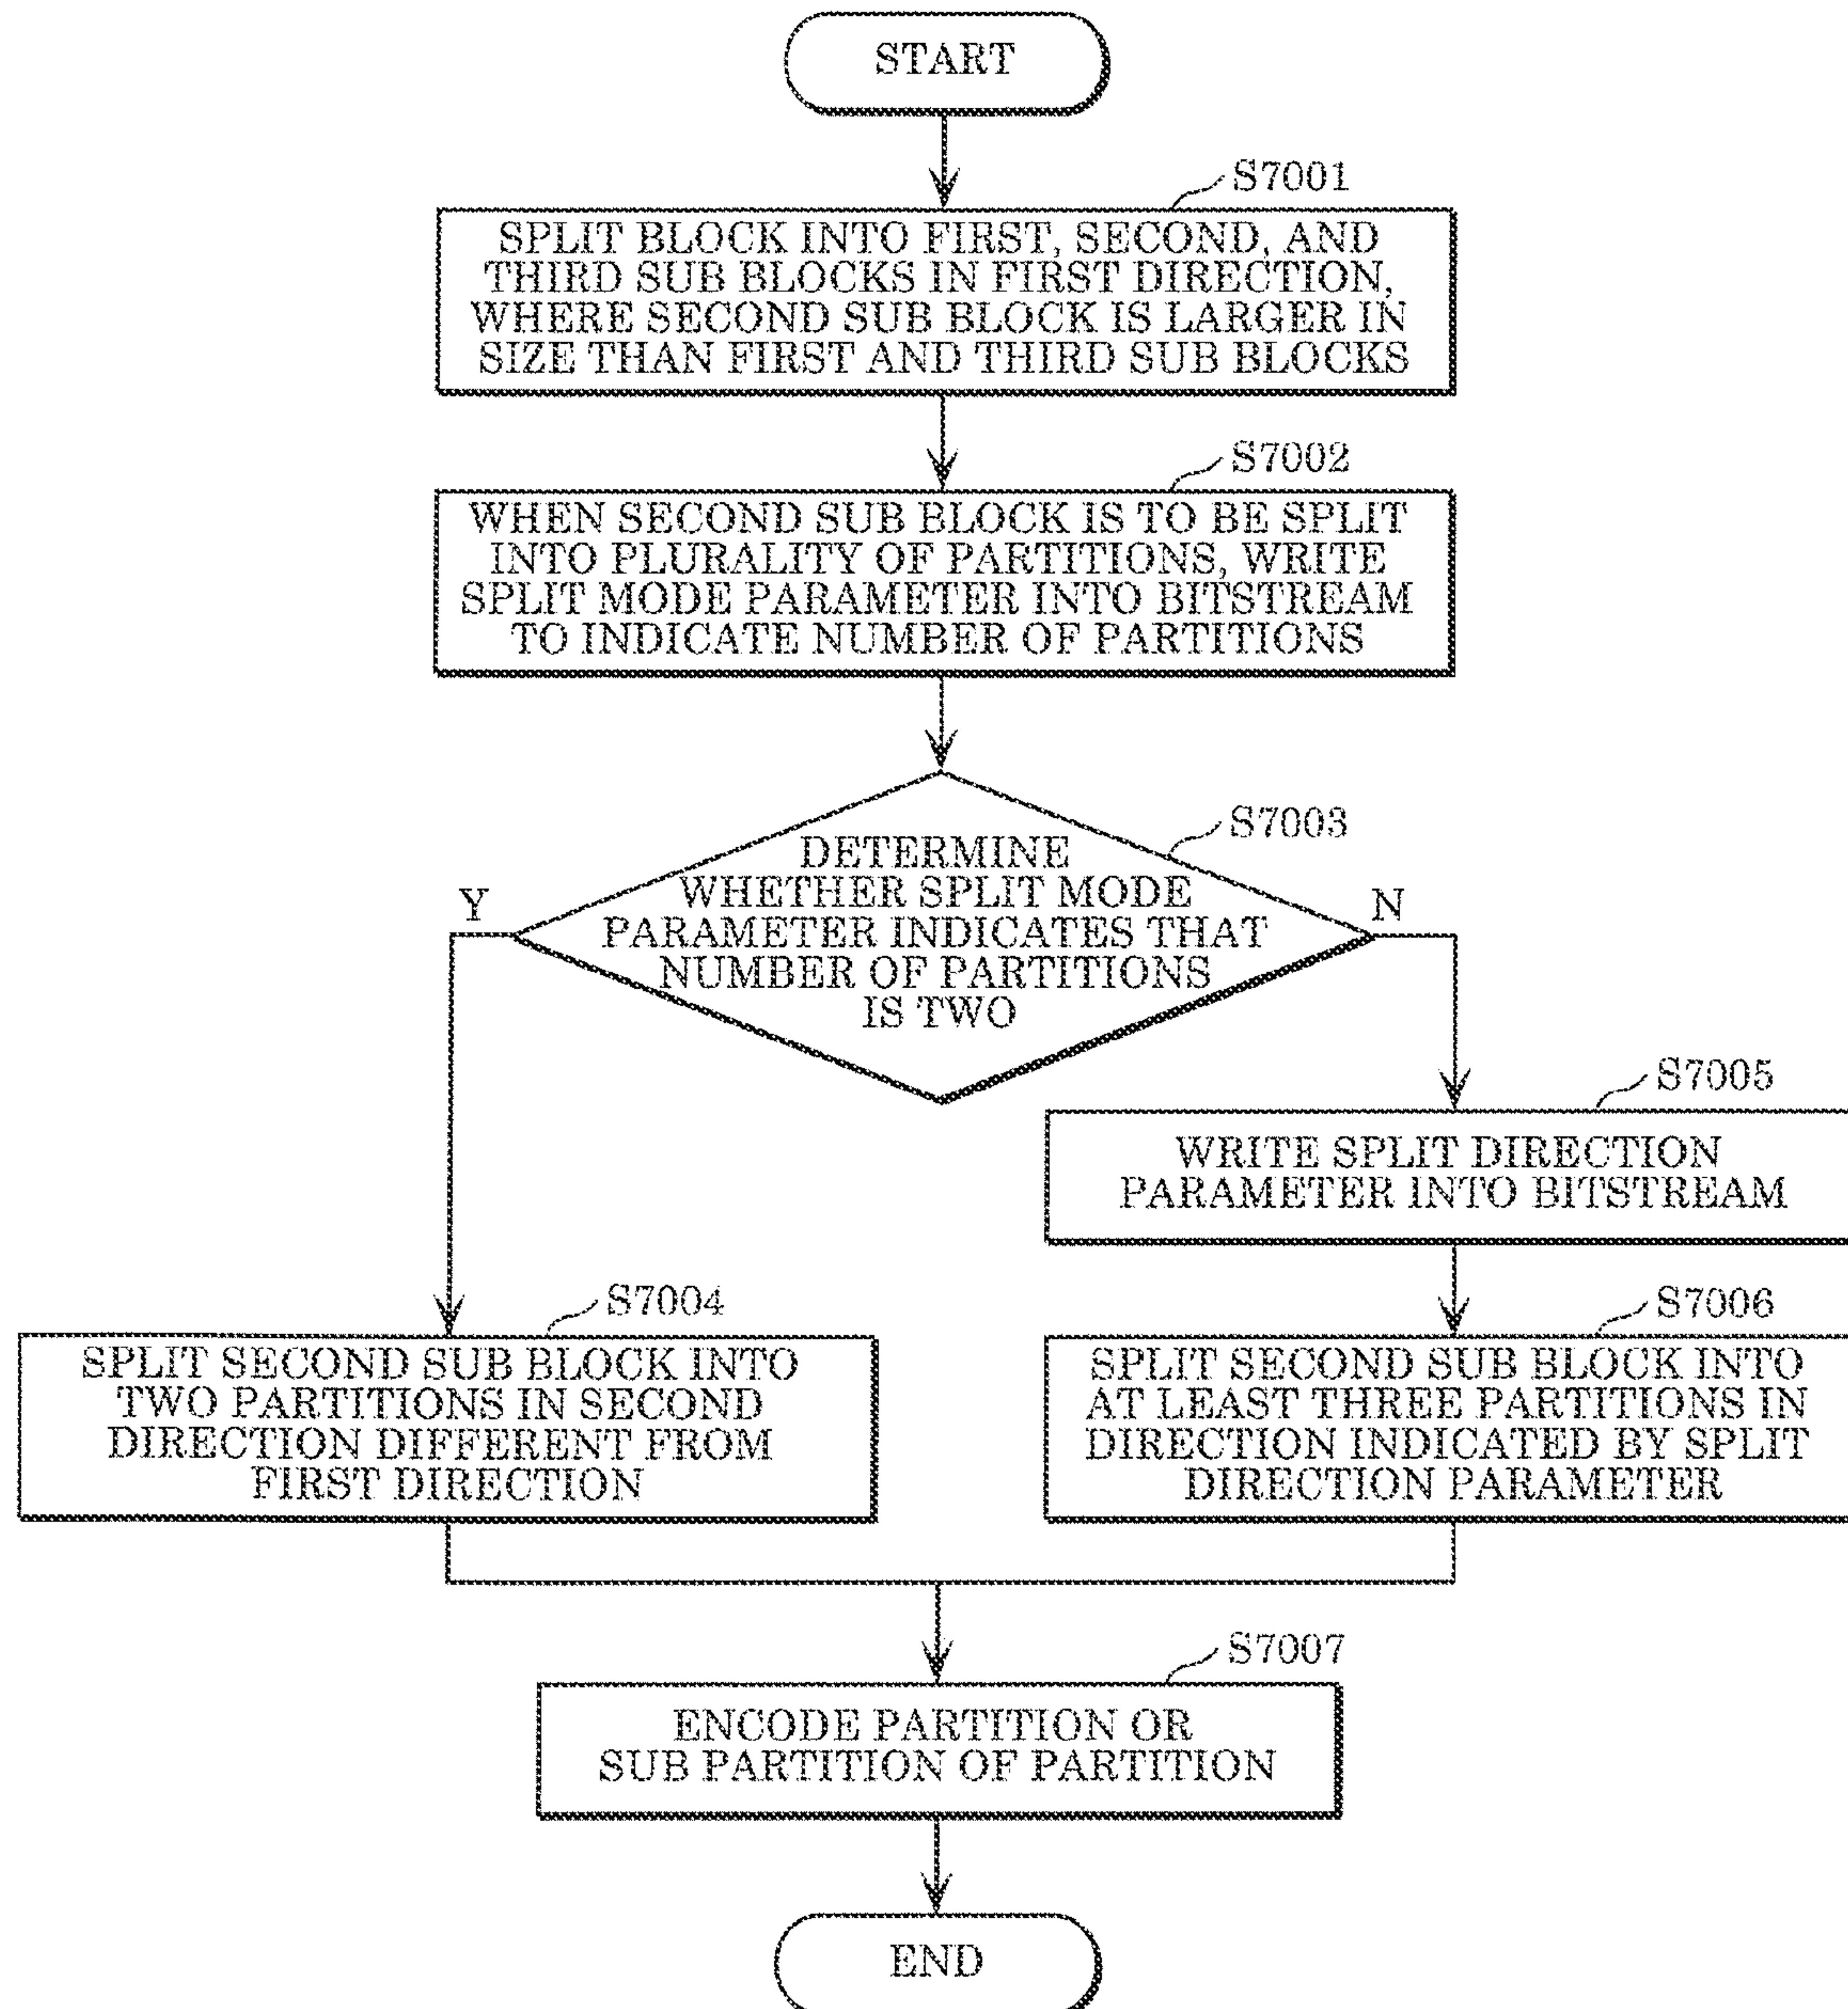 START
S7001
SPLIT BLOCK INTO FIRST, SECOND, AND
THIRD SUB BLOCKS IN FIRST DIRECTION,
WHERE SECOND SUB BLOCK IS LARGER IN
SIZE THAN FIRST AND THIRD SUB BLOCKS
S7002
WHEN SECOND SUB BLOCK IS TO BE SPLIT
INTO PLURALITY OF PARTITIONS, WRITE
SPLIT MODE PARAMETER INTO BITSTREAM
TO INDICATE NUMBER OF PARTITIONS
S7003
DETERMINE
WHETHER SPLIT MODE
PARAMETER INDICATES THAT
NUMBER OF PARTITIONS
IS TWO
Y
N
S7005
WRITE SPLIT DIRECTION
PARAMETER INTO BITSTREAM
S7004
SPLIT SECOND SUB BLOCK INTO
TWO PARTITIONS IN SECOND
DIRECTION DIFFERENT FROM
FIRST DIRECTION
S7006
SPLIT SECOND SUB BLOCK INTO
AT LEAST THREE PARTITIONS IN
DIRECTION INDICATED BY SPLIT
DIRECTION PARAMETER
S7007
ENCODE PARTITION OR
SUB PARTITION OF PARTITION
END